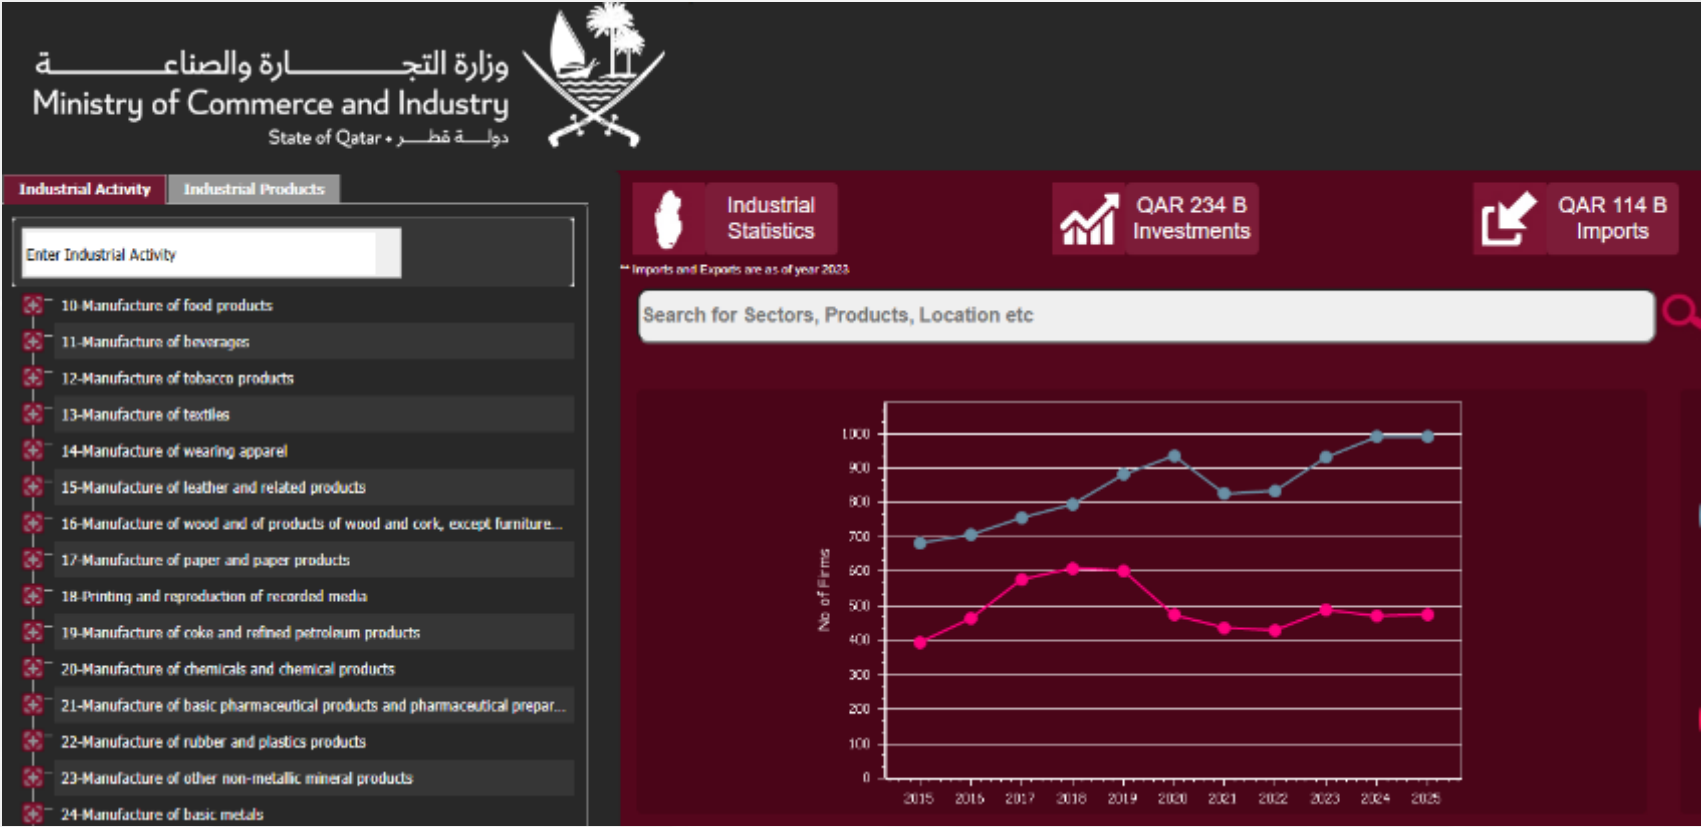 وزارة التجـــــــــارة والصناعـــــــــــة
Ministry of Commerce and Industry
State of Qatar • دولـــة قطـــر
Industrial Activity
Industrial Products
Enter Industrial Activity
10-Manufacture of food products
11-Manufacture of beverages
12-Manufacture of tobacco products
13-Manufacture of textiles
14-Manufacture of wearing apparel
15-Manufacture of leather and related products
16-Manufacture of wood and of products of wood and cork, except furniture...
17-Manufacture of paper and paper products
18-Printing and reproduction of recorded media
19-Manufacture of coke and refined petroleum products
20-Manufacture of chemicals and chemical products
21-Manufacture of basic pharmaceutical products and pharmaceutical prepar...
22-Manufacture of rubber and plastics products
23-Manufacture of other non-metallic mineral products
24-Manufacture of basic metals
Industrial
Statistics
QAR 234 B
Investments
QAR 114 B
Imports
** Imports and Exports are as of year 2023
Search for Sectors, Products, Location etc
No of Firms
1000
900
800
700
600
500
400
300
200
100
0
2015 2016 2017 2018 2019 2020 2021 2022 2023 2024 2025